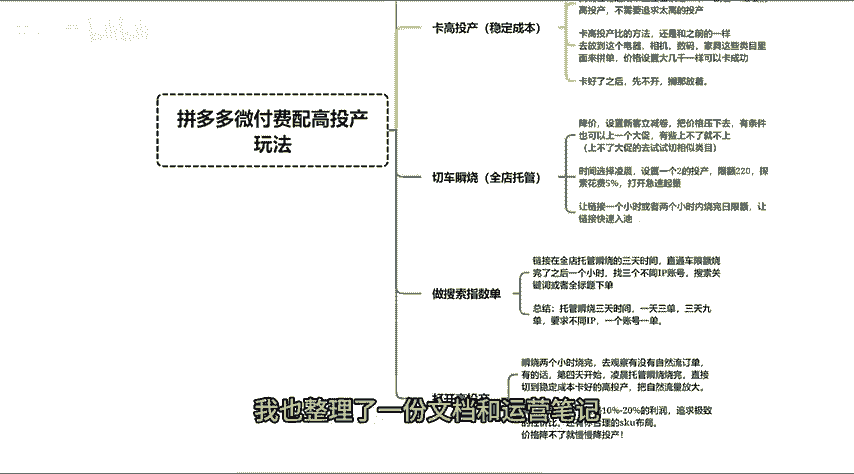 高投产，不需要追求太高的投产
卡高投产比的方法，还是和之前的一样
去放到这个电器，相机，数码，家具这些类目里
面来拼单，价格设置大几千一样可以卡成功
卡好了之后，先不开，搁那放着。
卡高投产（稳定成本）
拼多多微付费配高投产
玩法
降价，设置新客立减卷，把价格压下去，有条件
也可以上一个大促，有些上不了就不上
（上不了大促的去试试切相似类目）
切车瞬烧（全店托管）
时间选择凌晨，设置一个2的投产，限额220，探
索花费5%，打开急速起量
让链接一个小时或者两个小时内烧完日限额，让
链接快速入池
链接在全店托管瞬烧的三天时间，直通车限额烧
完了之后一个小时，找三个不同IP账号，搜索关
键词或者全标题下单
做搜索指数单
总结：托管瞬烧三天时间，一天三单，三天九
单，要求不同IP，一个账号一单。
瞬烧两个小时烧完，去观察有没有自然流订单，
有的话，第四天开始，凌晨托管瞬烧烧完，直接
切到稳定成本卡好的高投产，把自然流量放大。
打开高投产
10%-20%的利润，追求极致
的sku布局。
价格降不了就慢慢降投产！
我也整理了一份文档和运营笔记